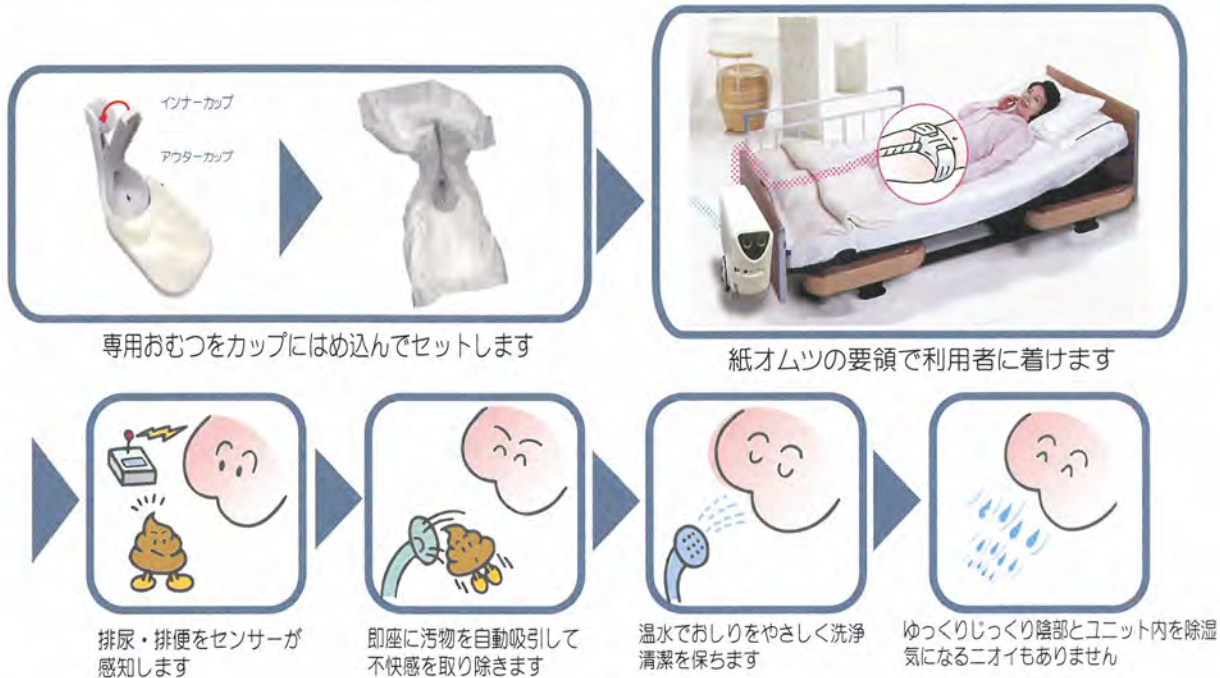 インナーカップ
アウターカップ
専用おむつをカップにはめ込んでセットします
紙オムツの要領で利用者に着けます
排尿・排便をセンサーが
感知します
即座に汚物を自動吸引して
不快感を取り除きます
温水でおしりをやさしく洗浄
清潔を保ちます
ゆっくりじっくり陰部とユニット内を除湿
気になるニオイもありません